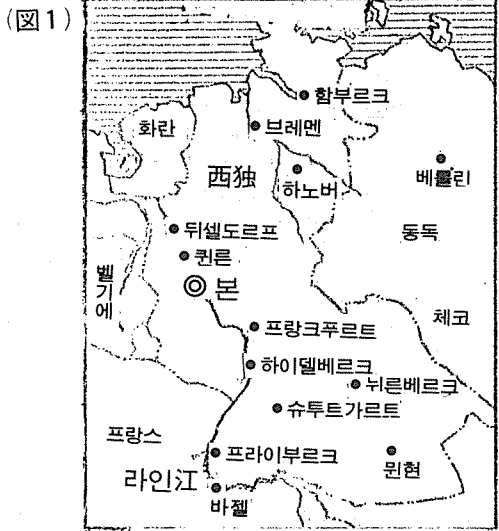 (図1)
함부르크
브레멘
화란
西独
하노버
베를린
뒤셀도르프
퀸른
동독
벨기에
본
체코
프랑크푸르트
하이델베르크
뉘른베르크
슈투트가르트
프랑스
프라이부르크
뮌현
라인江
바젤